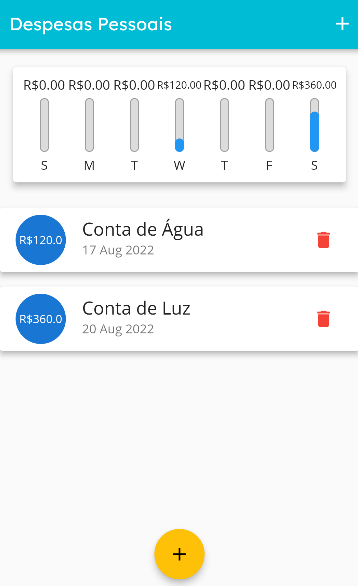 Despesas Pessoais +
R$0.00 R$0.00 R$0.00 R$120.00 R$0.00 R$0.00 R$360.00
S M T W T F S
R$120.0
Conta de Água
17 Aug 2022
R$360.0
Conta de Luz
20 Aug 2022
+